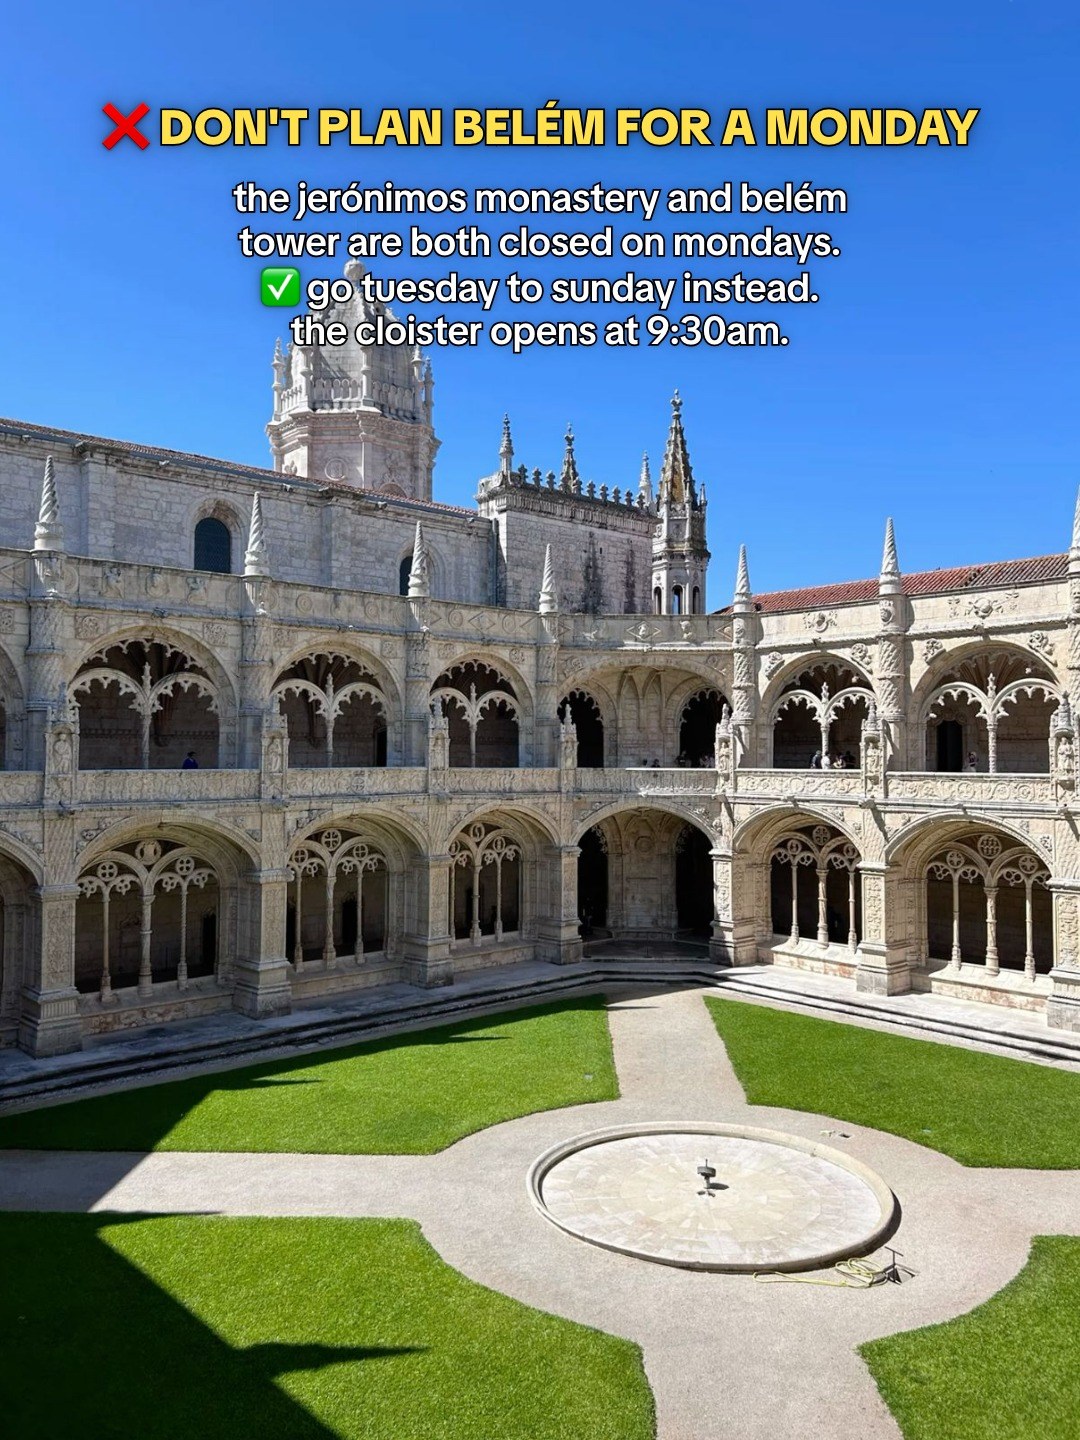 ❌ DON'T PLAN BELÉM FOR A MONDAY
the jerónimos monastery and belém
tower are both closed on mondays.
✅ go tuesday to sunday instead.
the cloister opens at 9:30am.